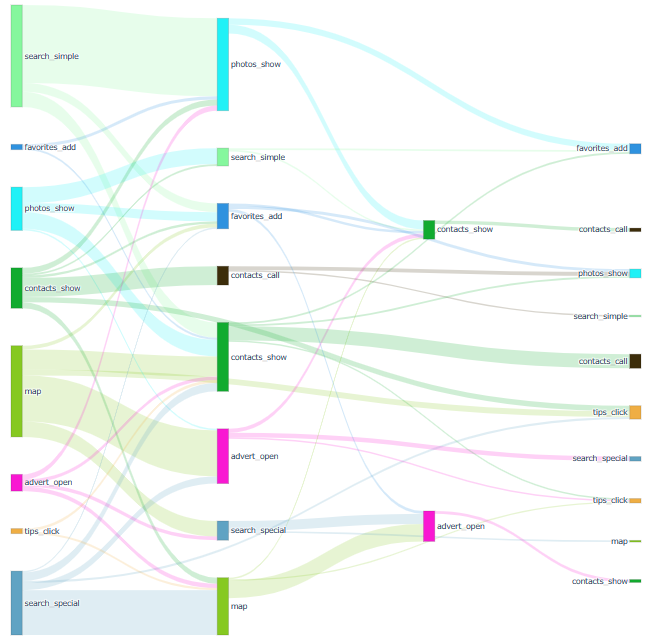 search_simple
favorites_add
photos_show
contacts_show
map
advert_open
tips_click
search_special
photos_show
search_simple
favorites_add
contacts_call
contacts_show
advert_open
search_special
map
contacts_show
advert_open
favorites_add
contacts_call
photos_show
search_simple
contacts_call
tips_click
search_special
tips_click
map
contacts_show